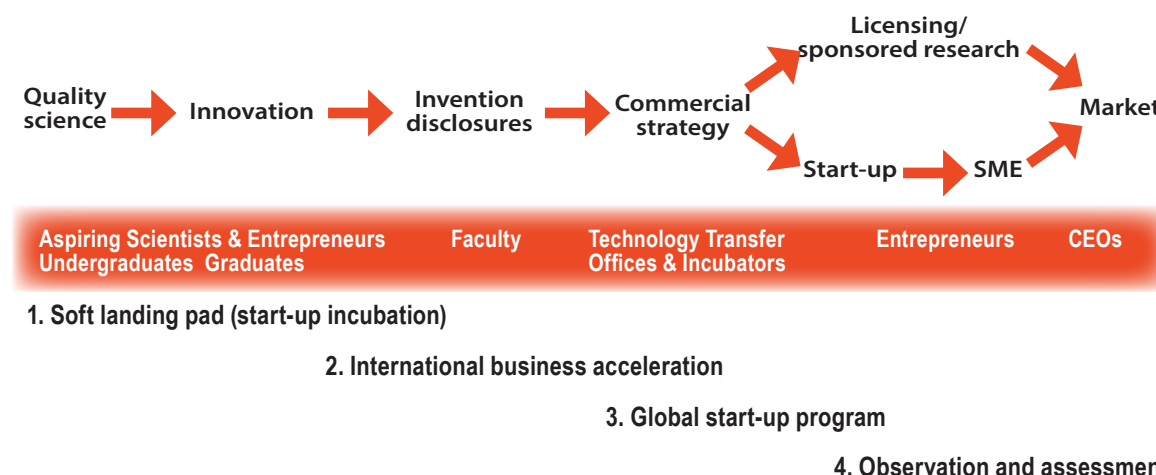 Licensing/
sponsored research
Quality
science
Innovation
Invention
disclosures
Commercial
strategy
Market
Start-up
SME
Aspiring Scientists & Entrepreneurs
Undergraduates Graduates
Faculty
Technology Transfer
Offices & Incubators
Entrepreneurs
CEOs
1. Soft landing pad (start-up incubation)
2. International business acceleration
3. Global start-up program
4. Observation and assessmen